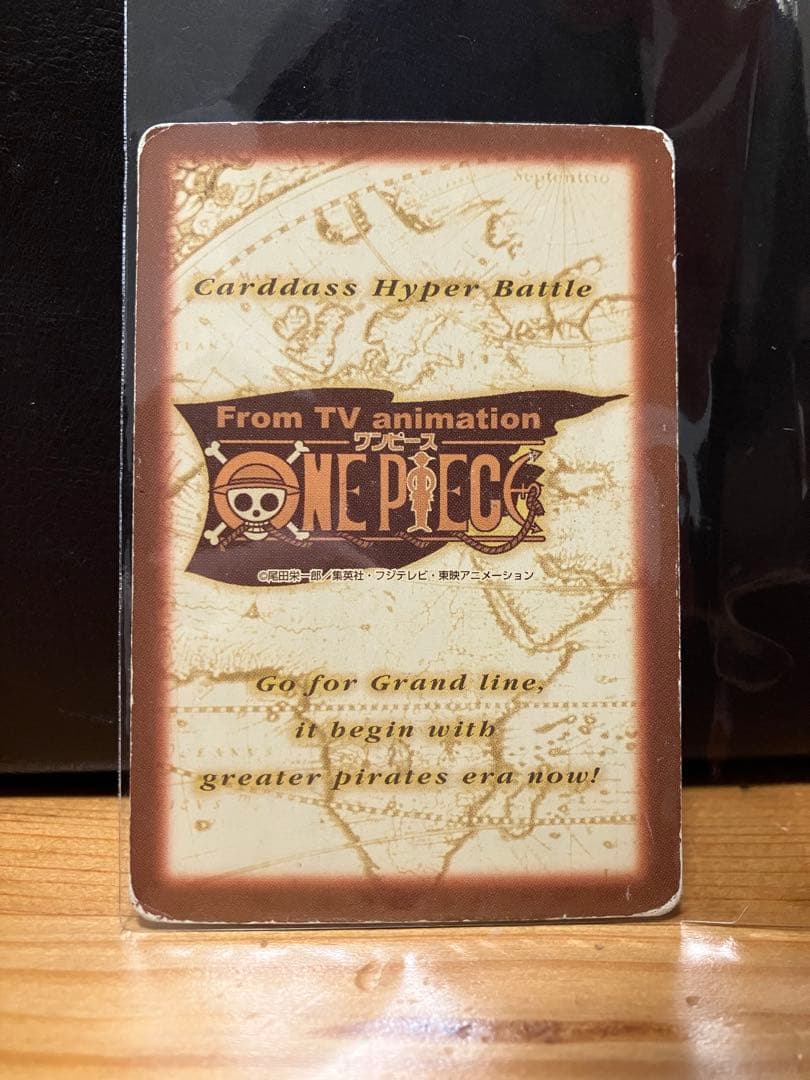 Septentrio
Carddass Hyper Battle
From TV animation
ワンピース
ONE PIECE
©尾田栄一郎／集英社・フジテレビ・東映アニメーション
Go for Grand line,
it begin with
greater pirates era now!